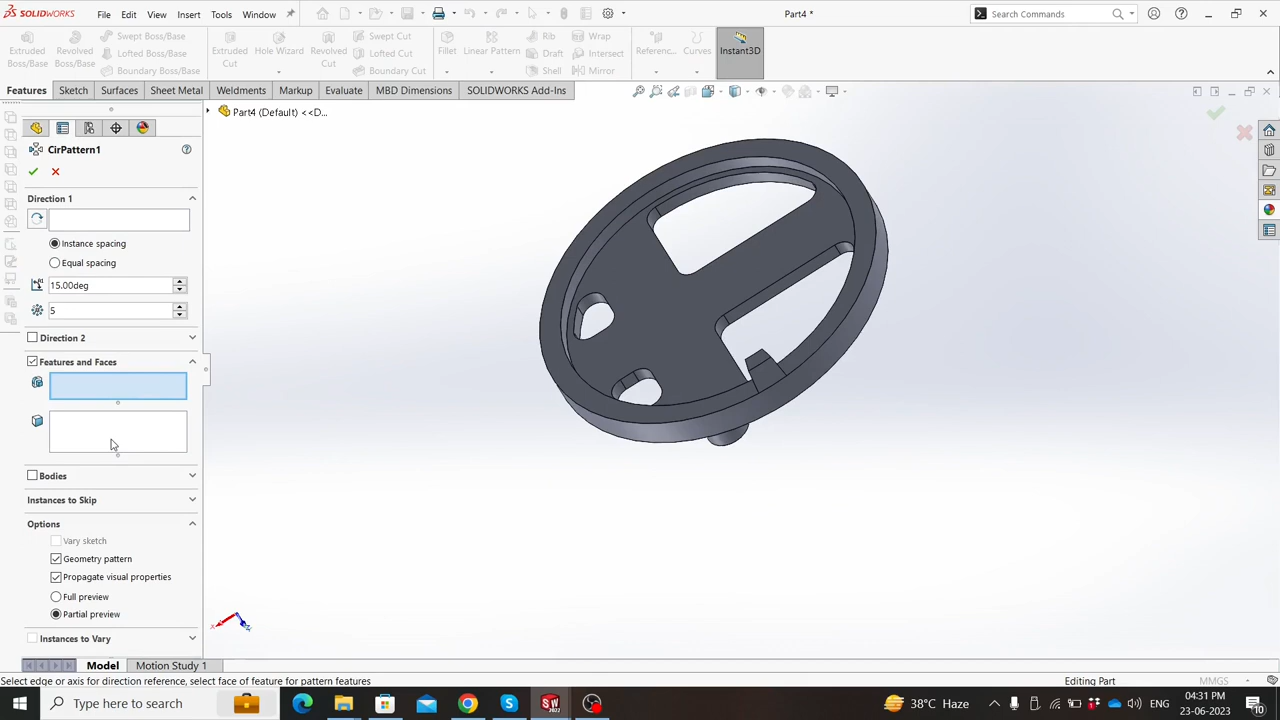 SOLIDWORKS File Edit View Insert Tools Window Part4 * Search Commands
Extruded Boss/Base Revolved Boss/Base Swept Boss/Base Lofted Boss/Base Boundary Boss/Base Extruded Cut Hole Wizard Revolved Cut Swept Cut Lofted Cut Boundary Cut Fillet Linear Pattern Rib Draft Shell Wrap Intersect Mirror Referenc... Curves Instant3D
Features Sketch Surfaces Sheet Metal Weldments Markup Evaluate MBD Dimensions SOLIDWORKS Add-Ins
Part4 (Default) <<D...
CirPattern1
Direction 1
Instance spacing
Equal spacing
15.00deg
5
Direction 2
Features and Faces
Bodies
Instances to Skip
Options
Vary sketch
Geometry pattern
Propagate visual properties
Full preview
Partial preview
Instances to Vary
Model Motion Study 1
Select edge or axis for direction reference, select face of feature for pattern features Editing Part MMGS
Type here to search 38°C Haze 04:31 PM
23-06-2023